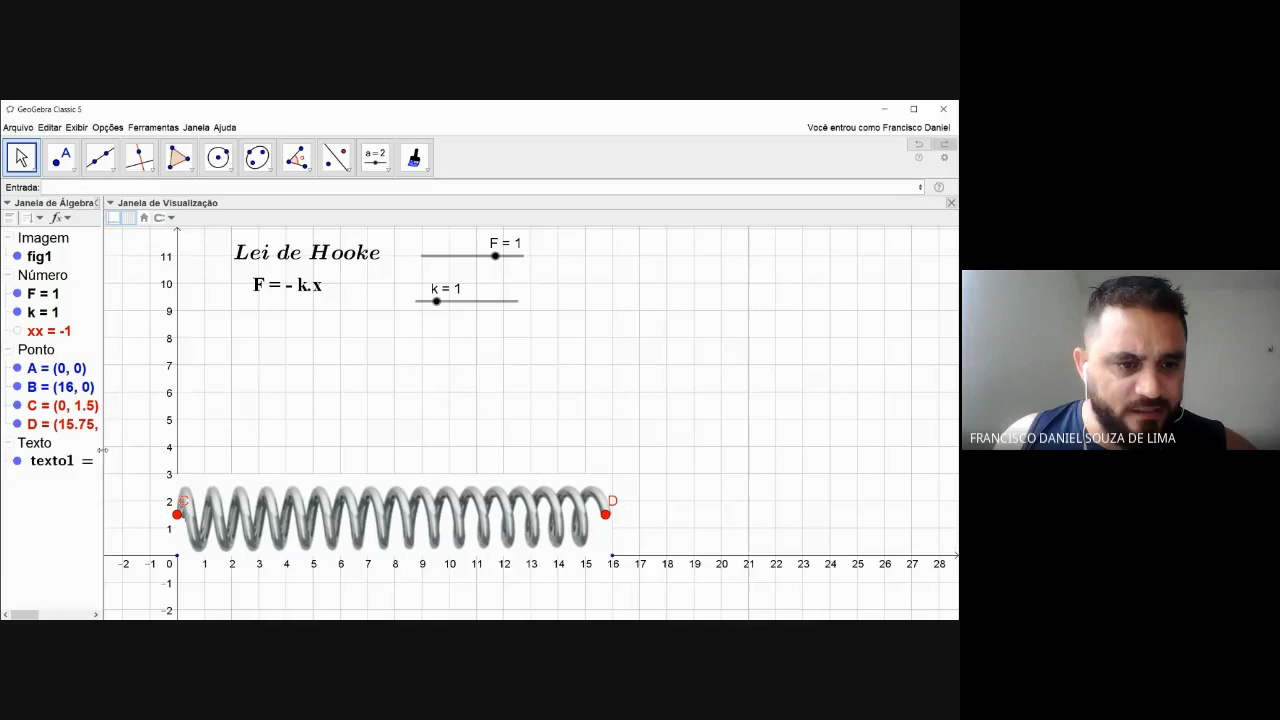 GeoGebra Classic 5
Arquivo Editar Exibir Opções Ferramentas Janela Ajuda
Você entrou como Francisco Daniel
A
α
a=2
Entrada:
Janela de Álgebra
Janela de Visualização
fx
Imagem
fig1
Número
F = 1
k = 1
xx = -1
Ponto
A = (0, 0)
B = (16, 0)
C = (0, 1.5)
D = (15.75,
Texto
texto1 =
Lei de Hooke
F = - k.x
F = 1
k = 1
11
10
9
8
7
6
5
4
3
2
1
−1
−2
C
D
−2 −1 0 1 2 3 4 5 6 7 8 9 10 11 12 13 14 15 16 17 18 19 20 21 22 23 24 25 26 27 28
FRANCISCO DANIEL SOUZA DE LIMA